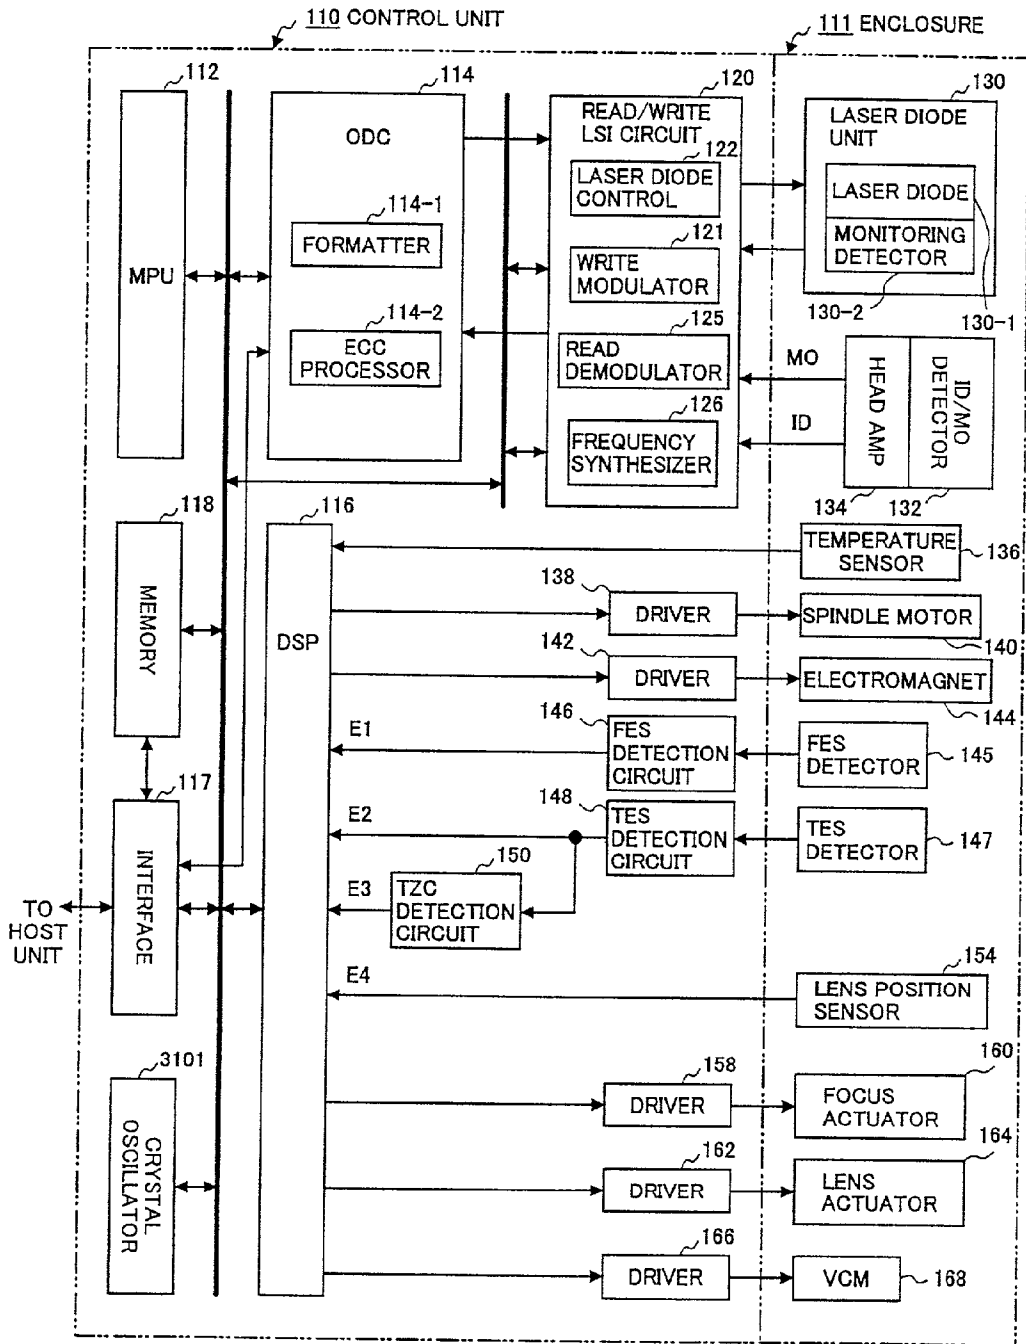 110 CONTROL UNIT
111 ENCLOSURE
112
MPU
114
ODC
114-1
FORMATTER
114-2
ECC
PROCESSOR
120
READ/WRITE
LSI CIRCUIT
122
LASER DIODE
CONTROL
121
WRITE
MODULATOR
125
READ
DEMODULATOR
126
FREQUENCY
SYNTHESIZER
130
LASER DIODE
UNIT
LASER DIODE
MONITORING
DETECTOR
130-2
130-1
MO
ID
HEAD AMP
ID/MO
DETECTOR
134
132
118
MEMORY
116
DSP
TEMPERATURE
SENSOR
136
138
DRIVER
SPINDLE MOTOR
140
142
DRIVER
ELECTROMAGNET
144
E1
146
FES
DETECTION
CIRCUIT
FES
DETECTOR
145
E2
148
TES
DETECTION
CIRCUIT
TES
DETECTOR
147
E3
150
TZC
DETECTION
CIRCUIT
117
INTERFACE
TO
HOST
UNIT
E4
154
LENS POSITION
SENSOR
3101
CRYSTAL
OSCILLATOR
158
DRIVER
160
FOCUS
ACTUATOR
162
DRIVER
164
LENS
ACTUATOR
166
DRIVER
VCM
168